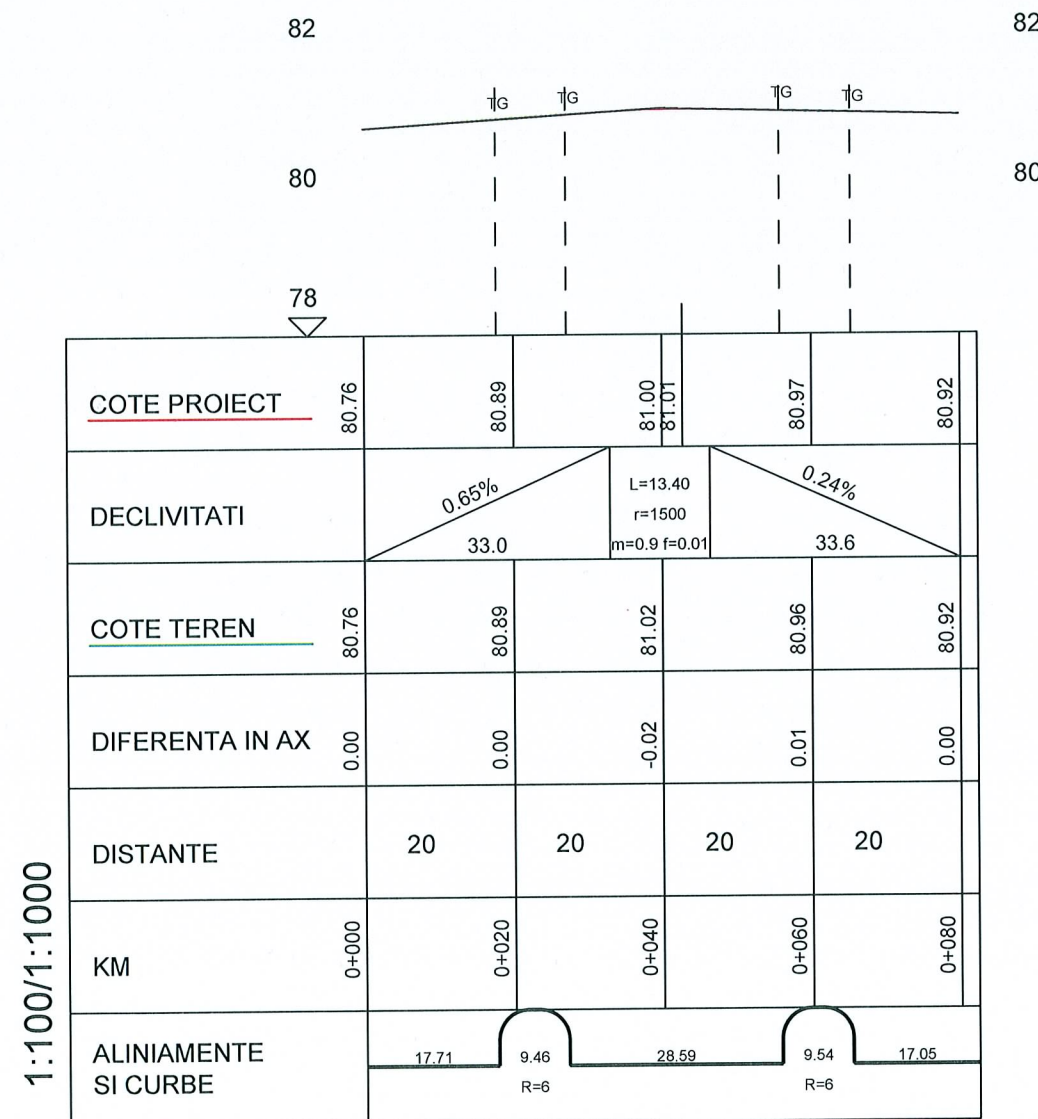 82
82
TG
TG
TG
TG
80
80
78
COTE PROIECT
80.76
80.89
81.00
81.01
80.97
80.92
DECLIVITATI
0.65%
33.0
L=13.40
r=1500
m=0.9 f=0.01
0.24%
33.6
COTE TEREN
80.76
80.89
81.02
80.96
80.92
DIFERENTA IN AX
0.00
0.00
-0.02
0.01
0.00
DISTANTE
20
20
20
20
KM
0+000
0+020
0+040
0+060
0+080
ALINIAMENTE
SI CURBE
17.71
9.46
R=6
28.59
9.54
R=6
17.05
1:100/1:1000